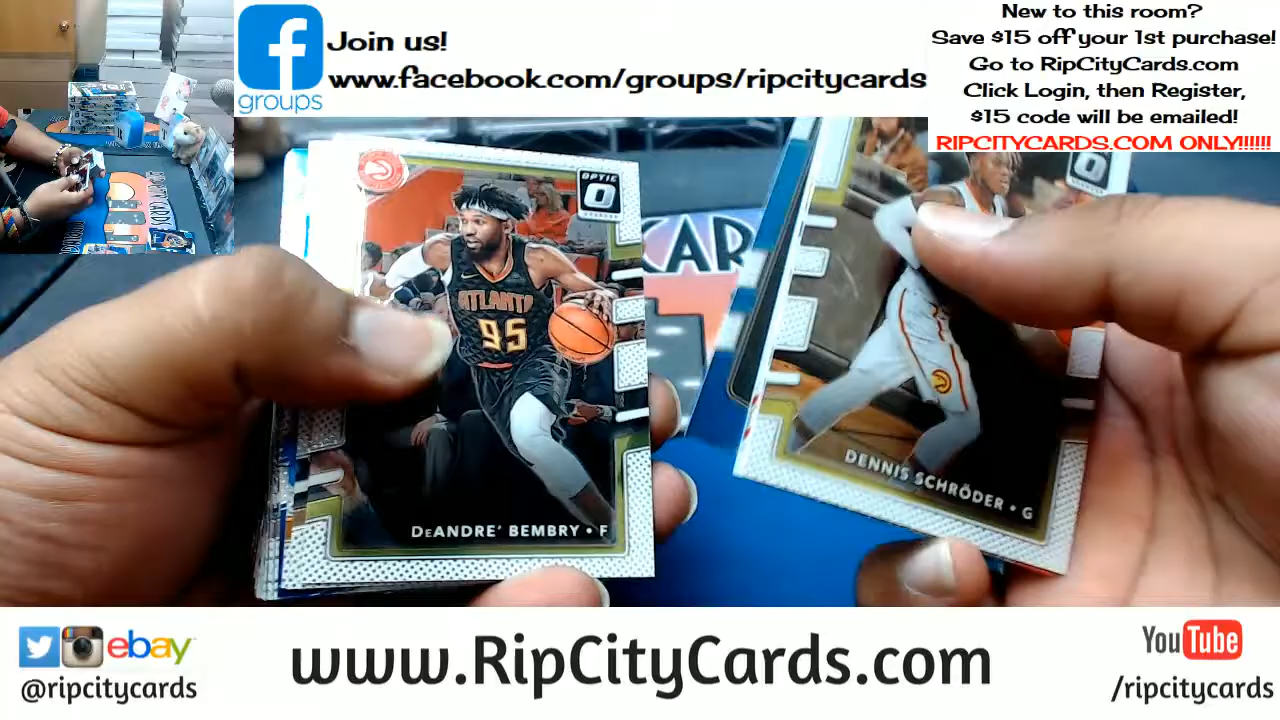 f
groups
Join us!
www.facebook.com/groups/ripcitycards
New to this room?
Save $15 off your 1st purchase!
Go to RipCityCards.com
Click Login, then Register,
$15 code will be emailed!
RIPCITYCARDS.COM ONLY!!!!!!
OPTIC
O
ATLANTA
95
DEANDRE' BEMBRY • F
CAR
O
DENNIS SCHRÖDER • G
ebay
@ripcitycards
www.RipCityCards.com
YouTube
/ripcitycards